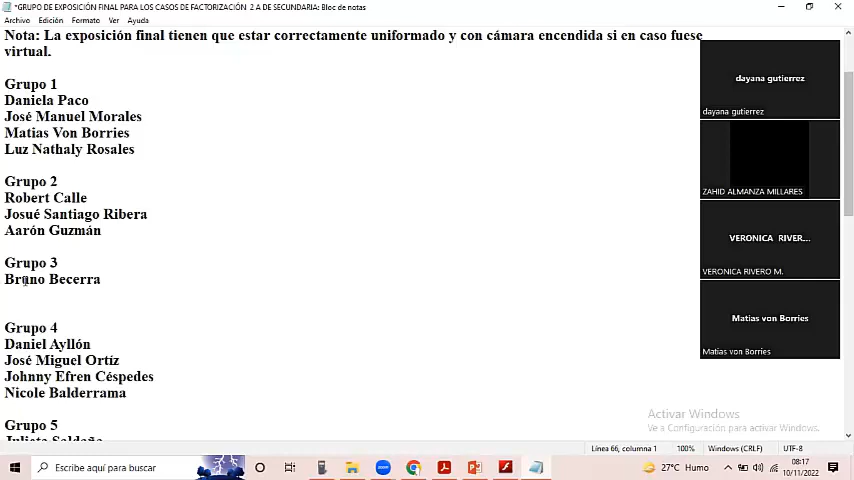 *GRUPO DE EXPOSICIÓN FINAL PARA LOS CASOS DE FACTORIZACIÓN 2 A DE SECUNDARIA: Bloc de notas
Archivo Edición Formato Ver Ayuda
Nota: La exposición final tienen que estar correctamente uniformado y con cámara encendida si en caso fuese
virtual.
Grupo 1
Daniela Paco
José Manuel Morales
Matias Von Borries
Luz Nathaly Rosales
Grupo 2
Robert Calle
Josué Santiago Ribera
Aarón Guzmán
Grupo 3
Bruno Becerra
Grupo 4
Daniel Ayllón
José Miguel Ortíz
Johnny Efren Céspedes
Nicole Balderrama
Grupo 5
dayana gutierrez
dayana gutierrez
ZAHID ALMANZA MILLARES
VERONICA RIVER...
VERONICA RIVERO M.
Matias von Borries
Matias von Borries
Activar Windows
Ve a Configuración para activar Windows.
Línea 66, columna 1 100% Windows (CRLF) UTF-8
Escribe aquí para buscar
27°C Humo
08:17
10/11/2022